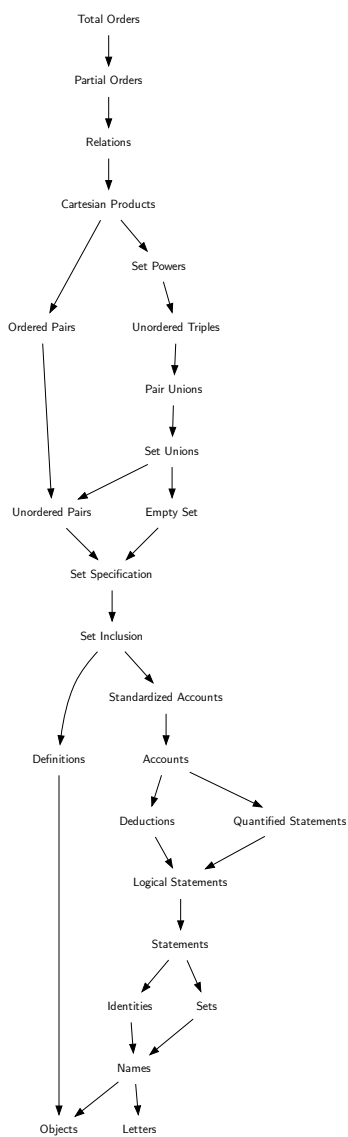 Total Orders
Partial Orders
Relations
Cartesian Products
Set Powers
Ordered Pairs
Unordered Triples
Pair Unions
Set Unions
Unordered Pairs
Empty Set
Set Specification
Set Inclusion
Standardized Accounts
Definitions
Accounts
Deductions
Quantified Statements
Logical Statements
Statements
Identities
Sets
Names
Objects
Letters